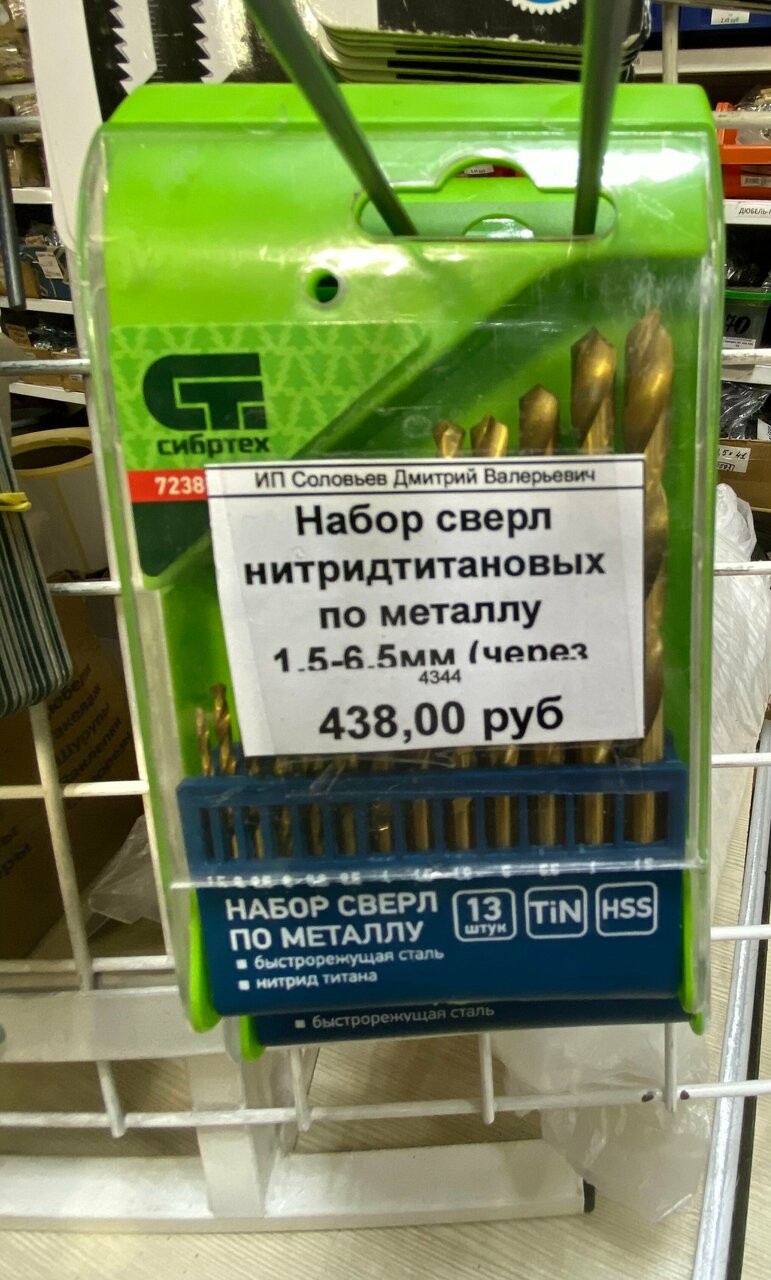 сибртех
7238
ИП Соловьев Дмитрий Валерьевич
Набор сверл
нитридтитановых
по металлу
1.5-6.5мм (через
4344
438,00 руб
НАБОР СВЕРЛ
ПО МЕТАЛЛУ
13
штук
TiN
HSS
быстрорежущая сталь
нитрид титана
быстрорежущая сталь